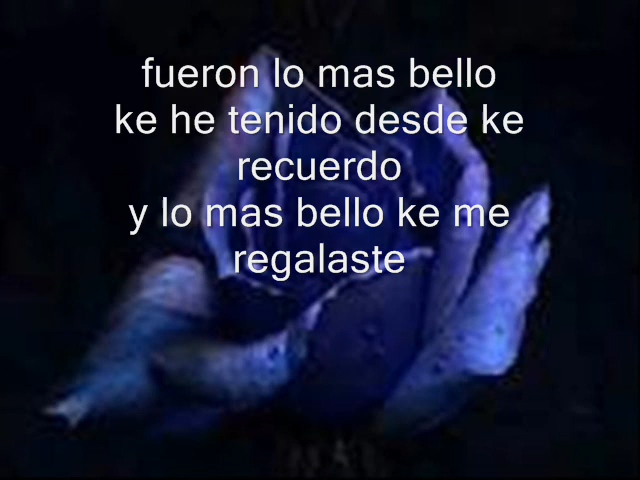 fueron lo mas bello
ke he tenido desde ke
recuerdo
y lo mas bello ke me
regalaste